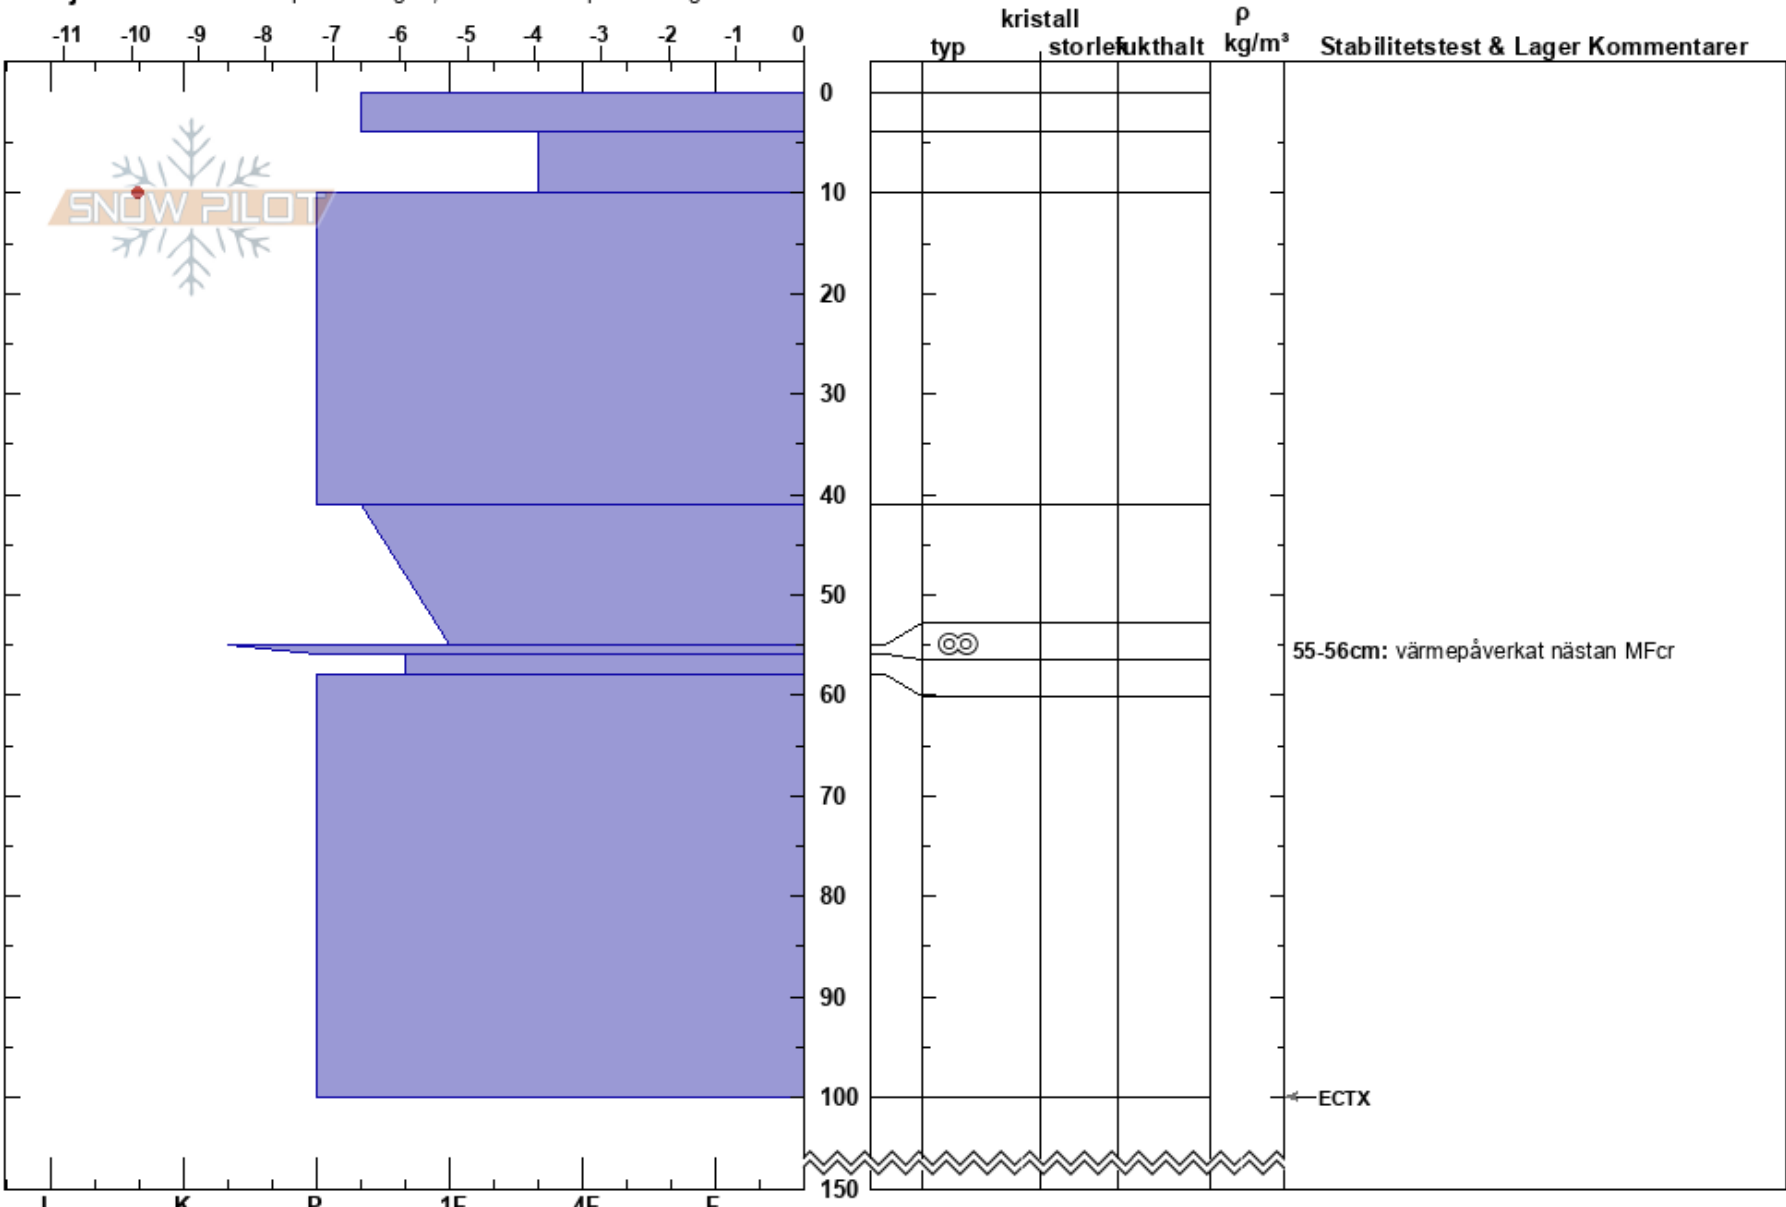 kristall ρ
-11 -10 -9 -8 -7 -6 -5 -4 -3 -2 -1 0 typ storlek fukthalt kg/m³ Stabilitetstest & Lager Kommentarer
0
10
SNOW PILOT
20
30
40
50
55-56cm: värmepåverkat nästan MFcr
60
70
80
90
100 ECTX
150
I K P 1F 4F F